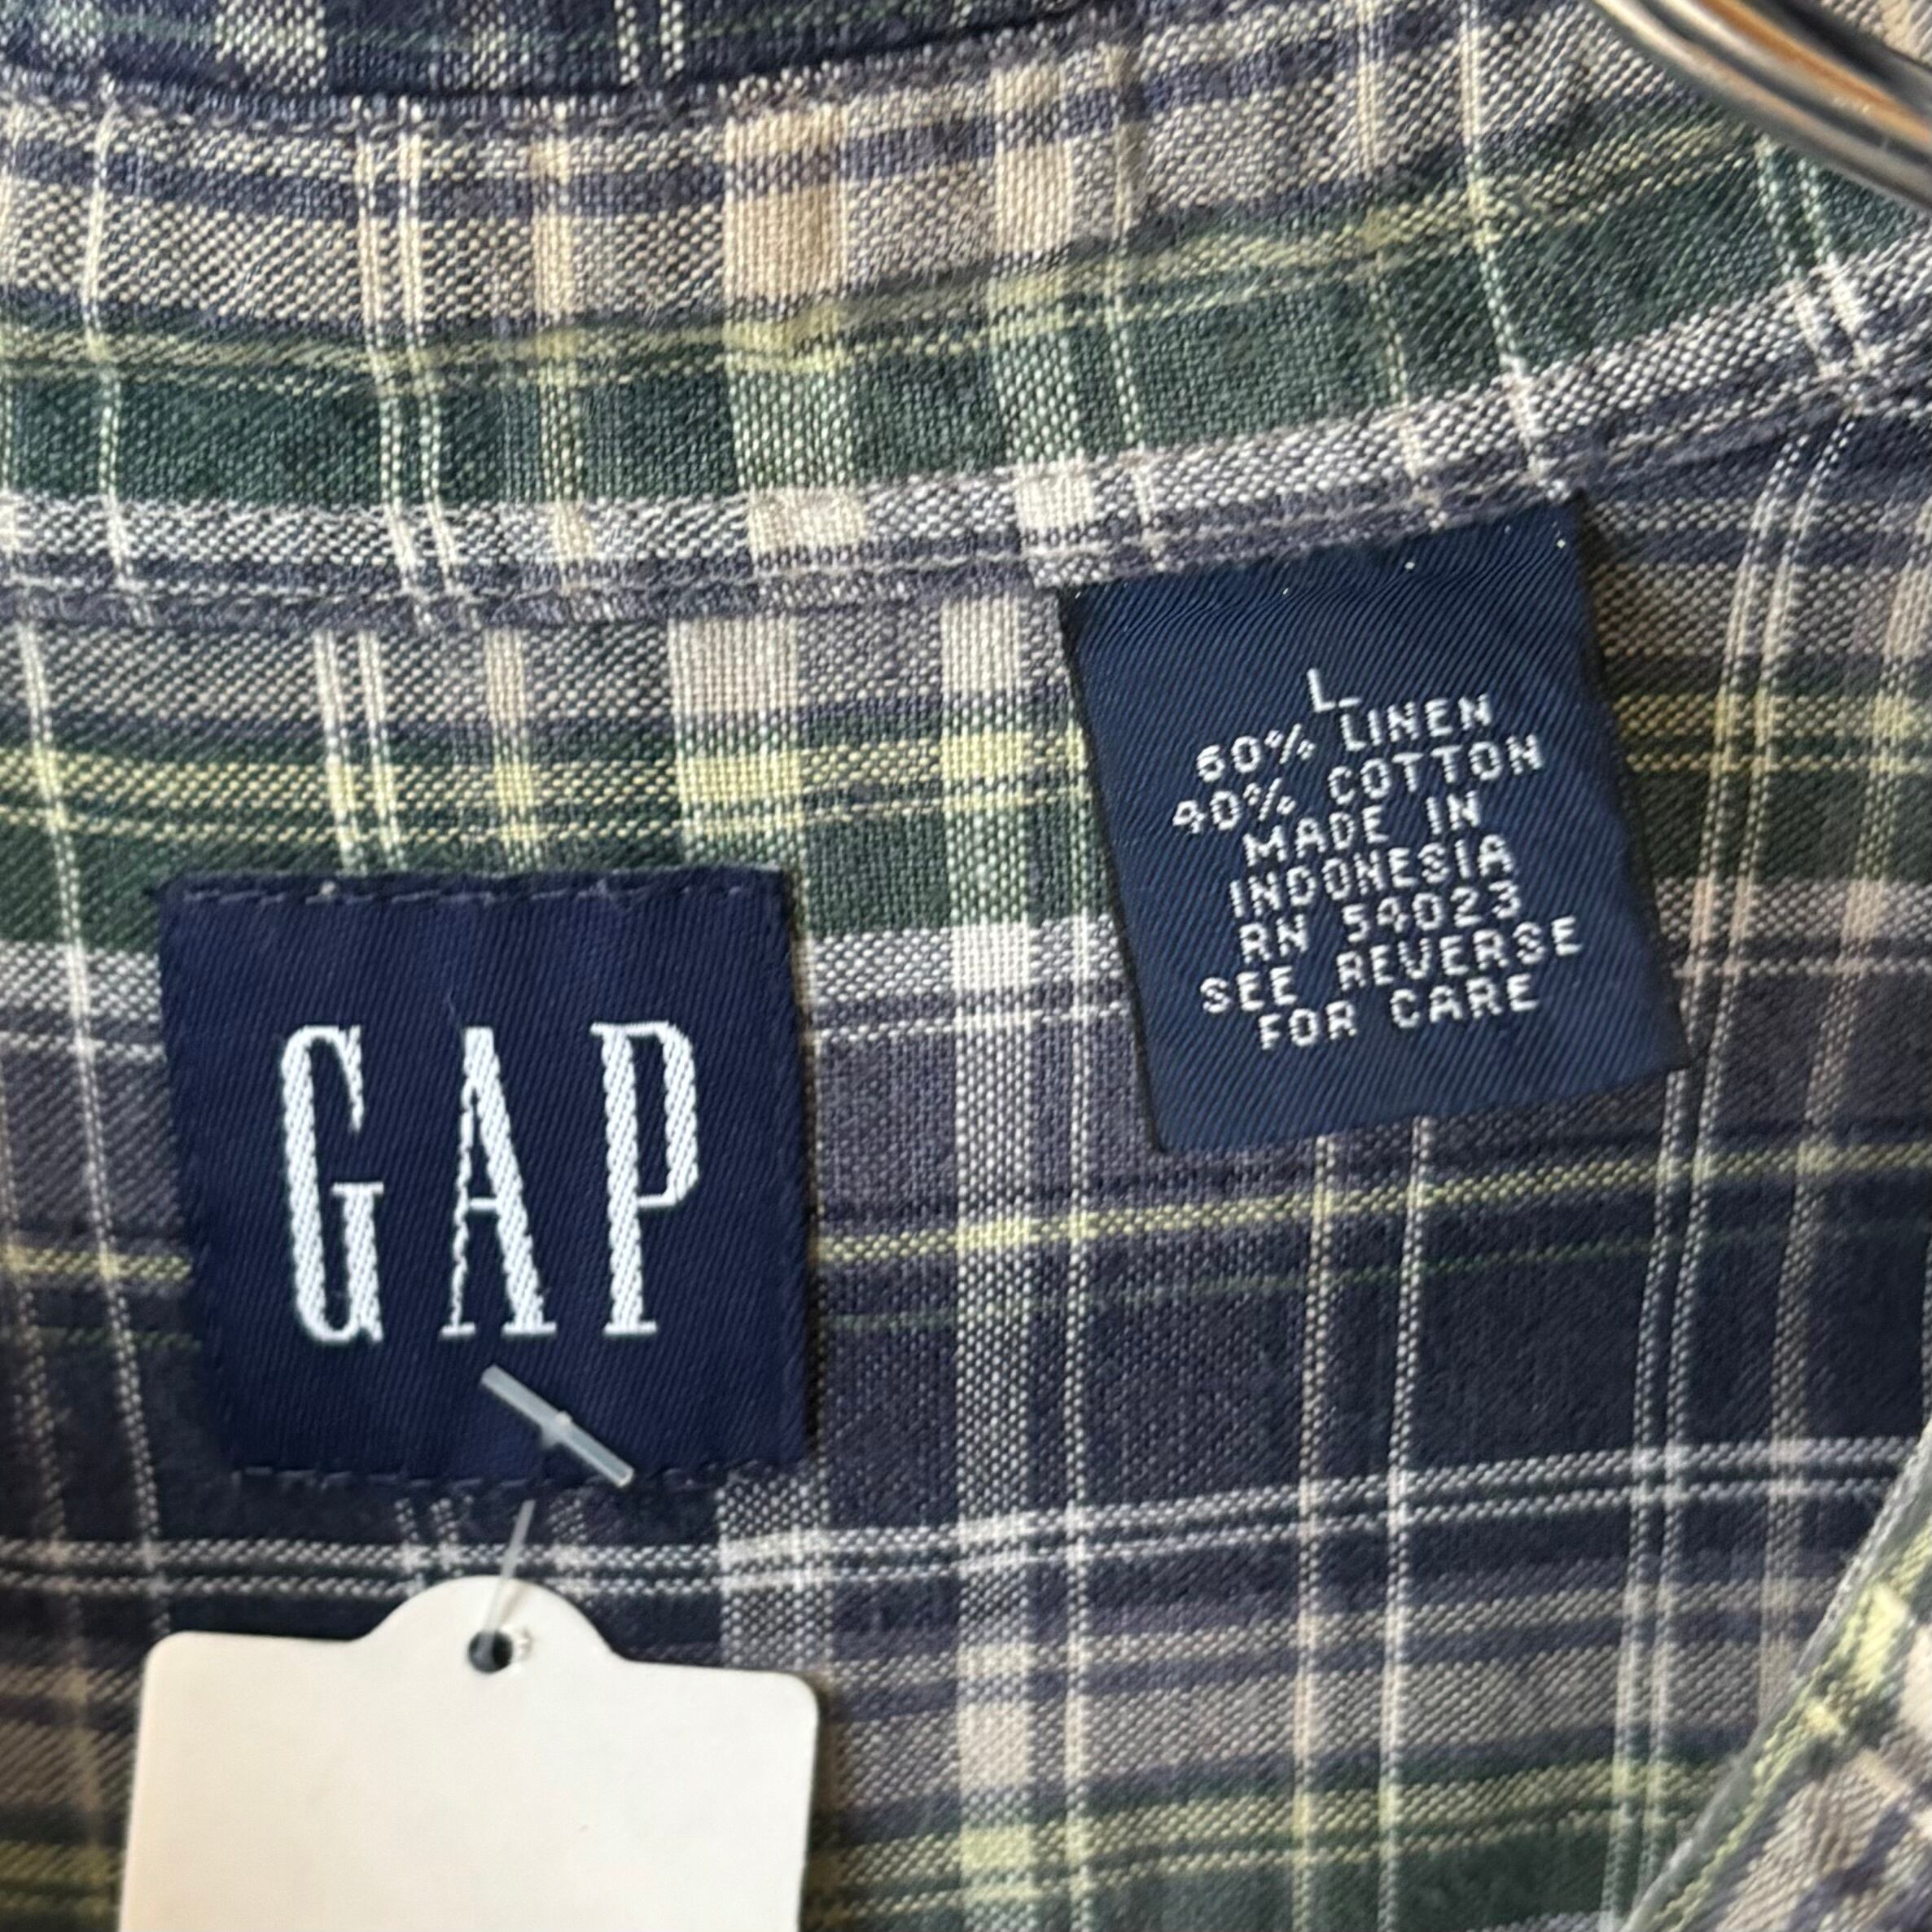 GAP
L
60% LINEN
40% COTTON
MADE IN
INDONESIA
RN 54023
SEE REVERSE
FOR CARE